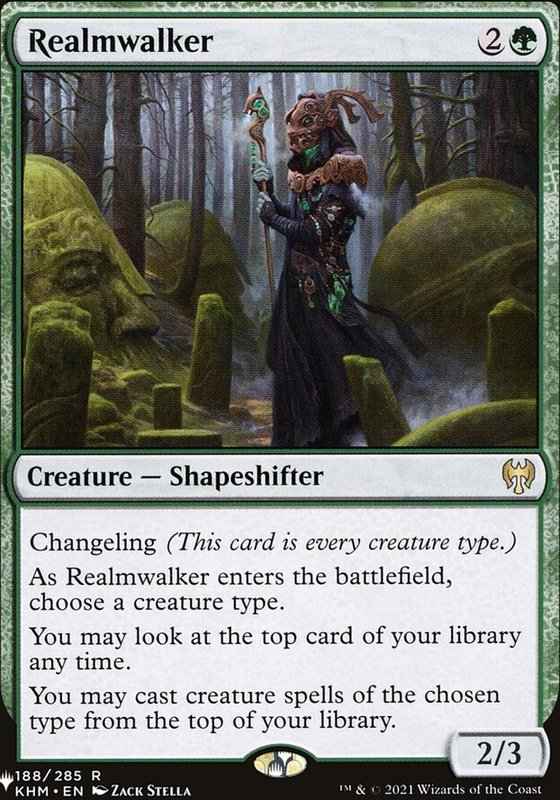 Realmwalker 2
Creature — Shapeshifter
Changeling (This card is every creature type.)
As Realmwalker enters the battlefield,
choose a creature type.
You may look at the top card of your library
any time.
You may cast creature spells of the chosen
type from the top of your library.
2/3
188/285 R
KHM • EN Zack Stella
™ & © 2021 Wizards of the Coast